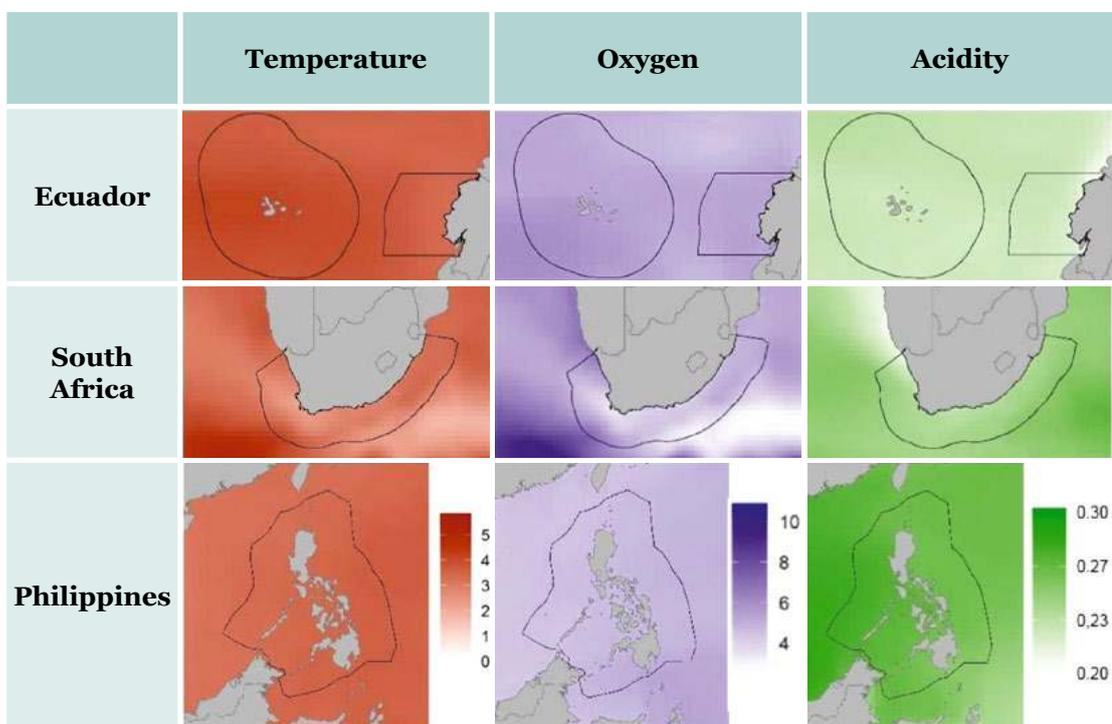 Temperature
Oxygen
Acidity
Ecuador
South
Africa
Philippines
5
4
3
2
1
0
10
8
6
4
0.30
0.27
0.23
0.20